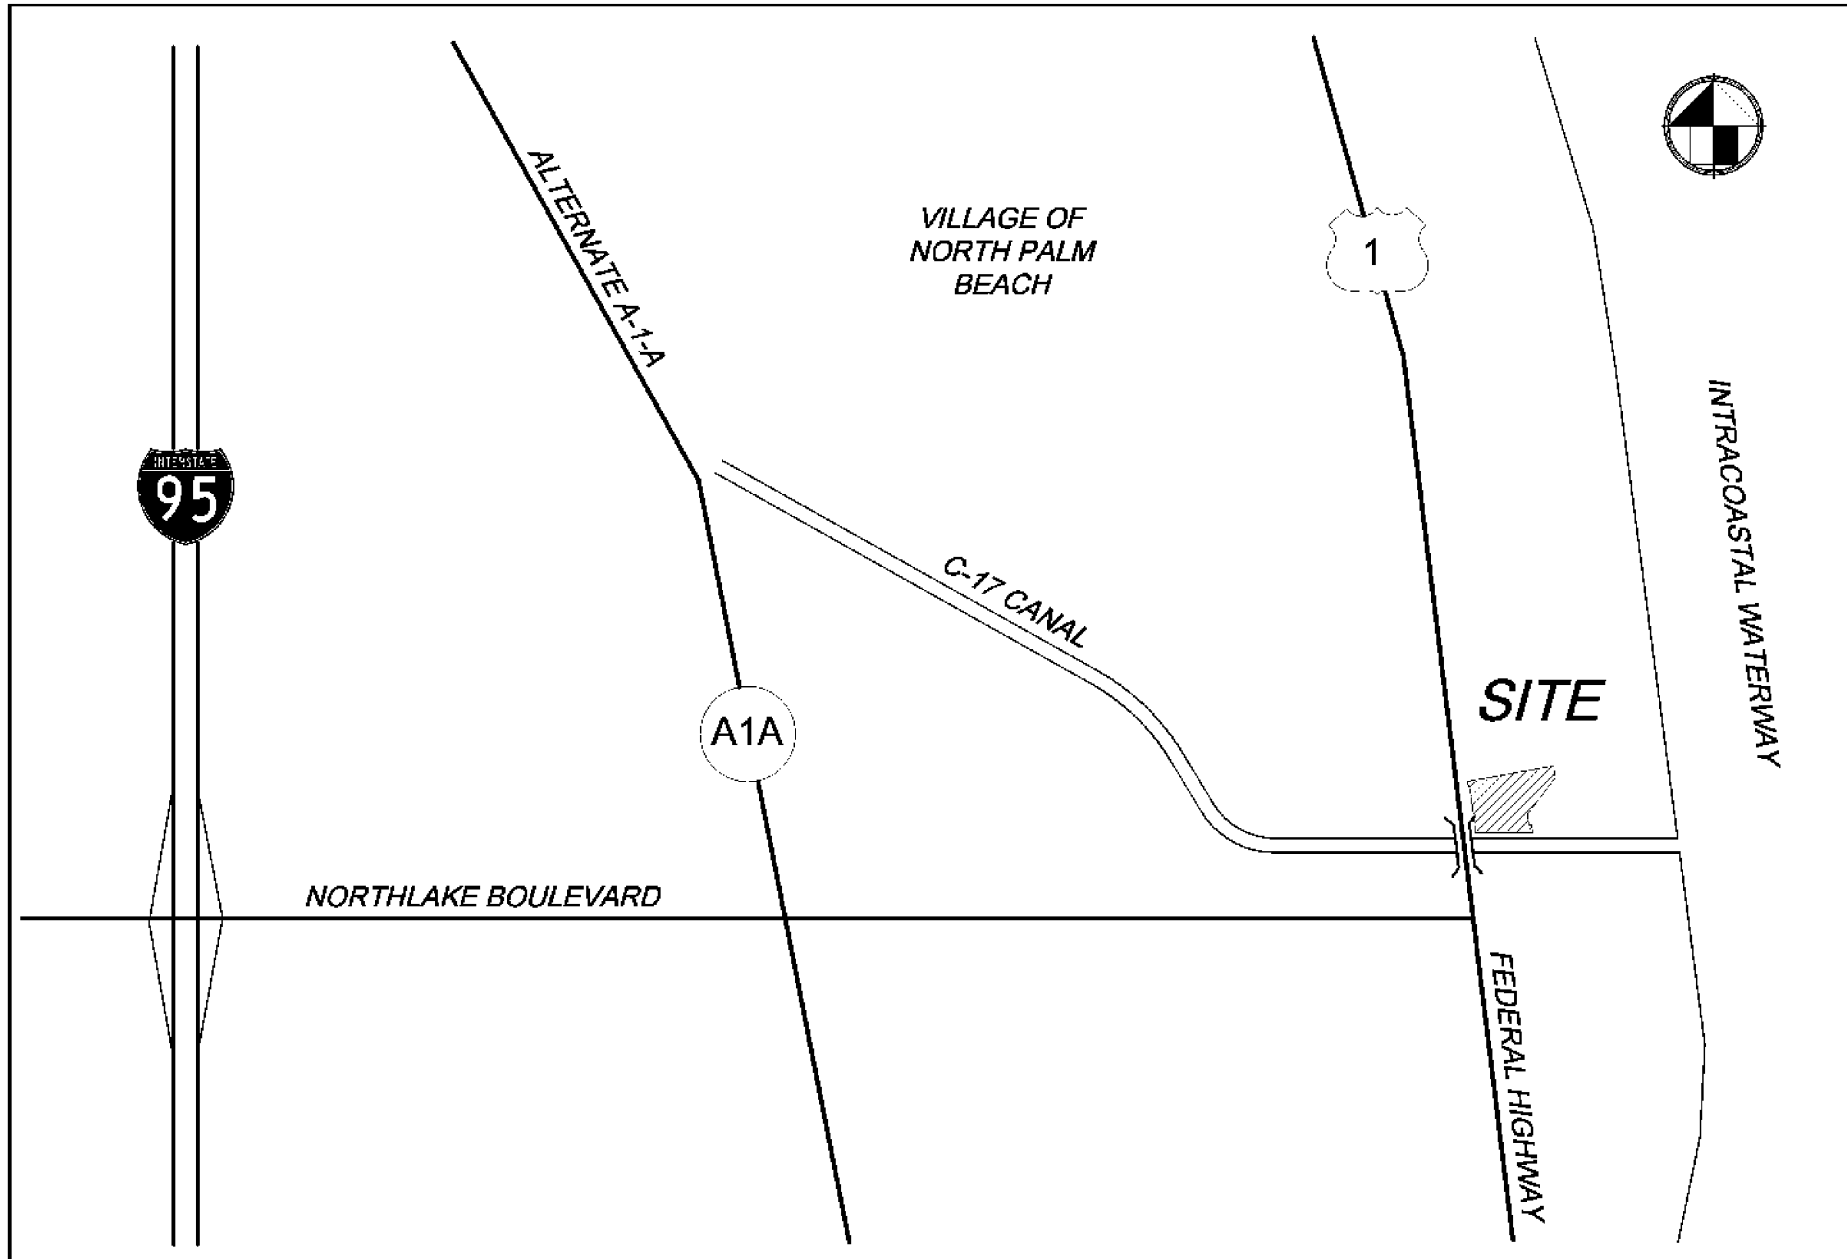 ALTERNATE A-1-A
VILLAGE OF
NORTH PALM
BEACH
1
INTRACOASTAL WATERWAY
INTERSTATE
95
C-17 CANAL
SITE
A1A
NORTHLAKE BOULEVARD
FEDERAL HIGHWAY